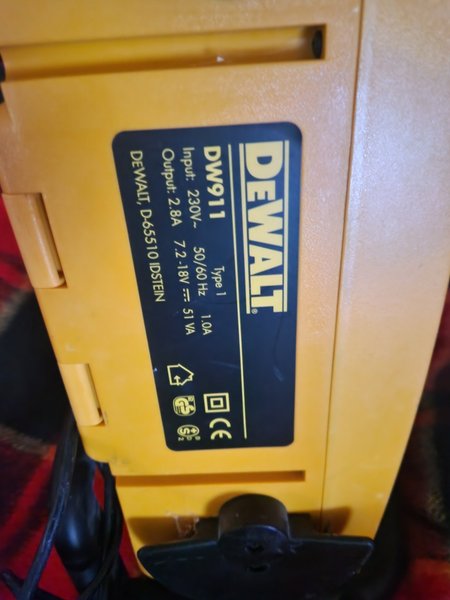 DEWALT®
DW911 Type 1
Input: 230V~ 50/60 Hz 1.0A
Output: 2.8A 7.2-18V ⎓ 51 VA
DEWALT, D-65510 IDSTEIN
CE